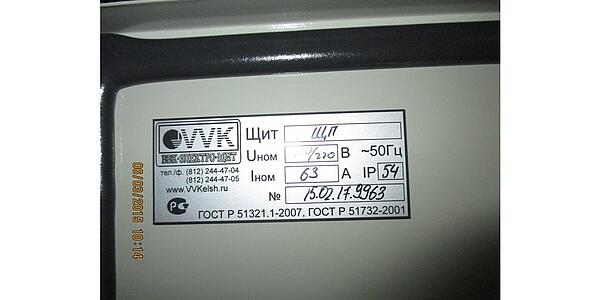 VVK
ВВК-ЭЛЕКТРО-ЩИТ
тел./ф. (812) 244-47-04
(812) 244-47-05
www.VVKelsh.ru
Щит ЩП
Uном /220 В ~50Гц
Iном 63 А IP 54
№ 15.02.17.9963
ГОСТ Р 51321.1-2007, ГОСТ Р 51732-2001
06/03/2015 10:14